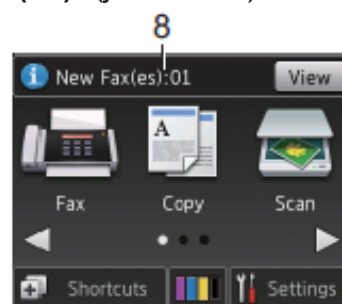 8
New Fax(es):01 View
A
Fax Copy Scan
Shortcuts Settings